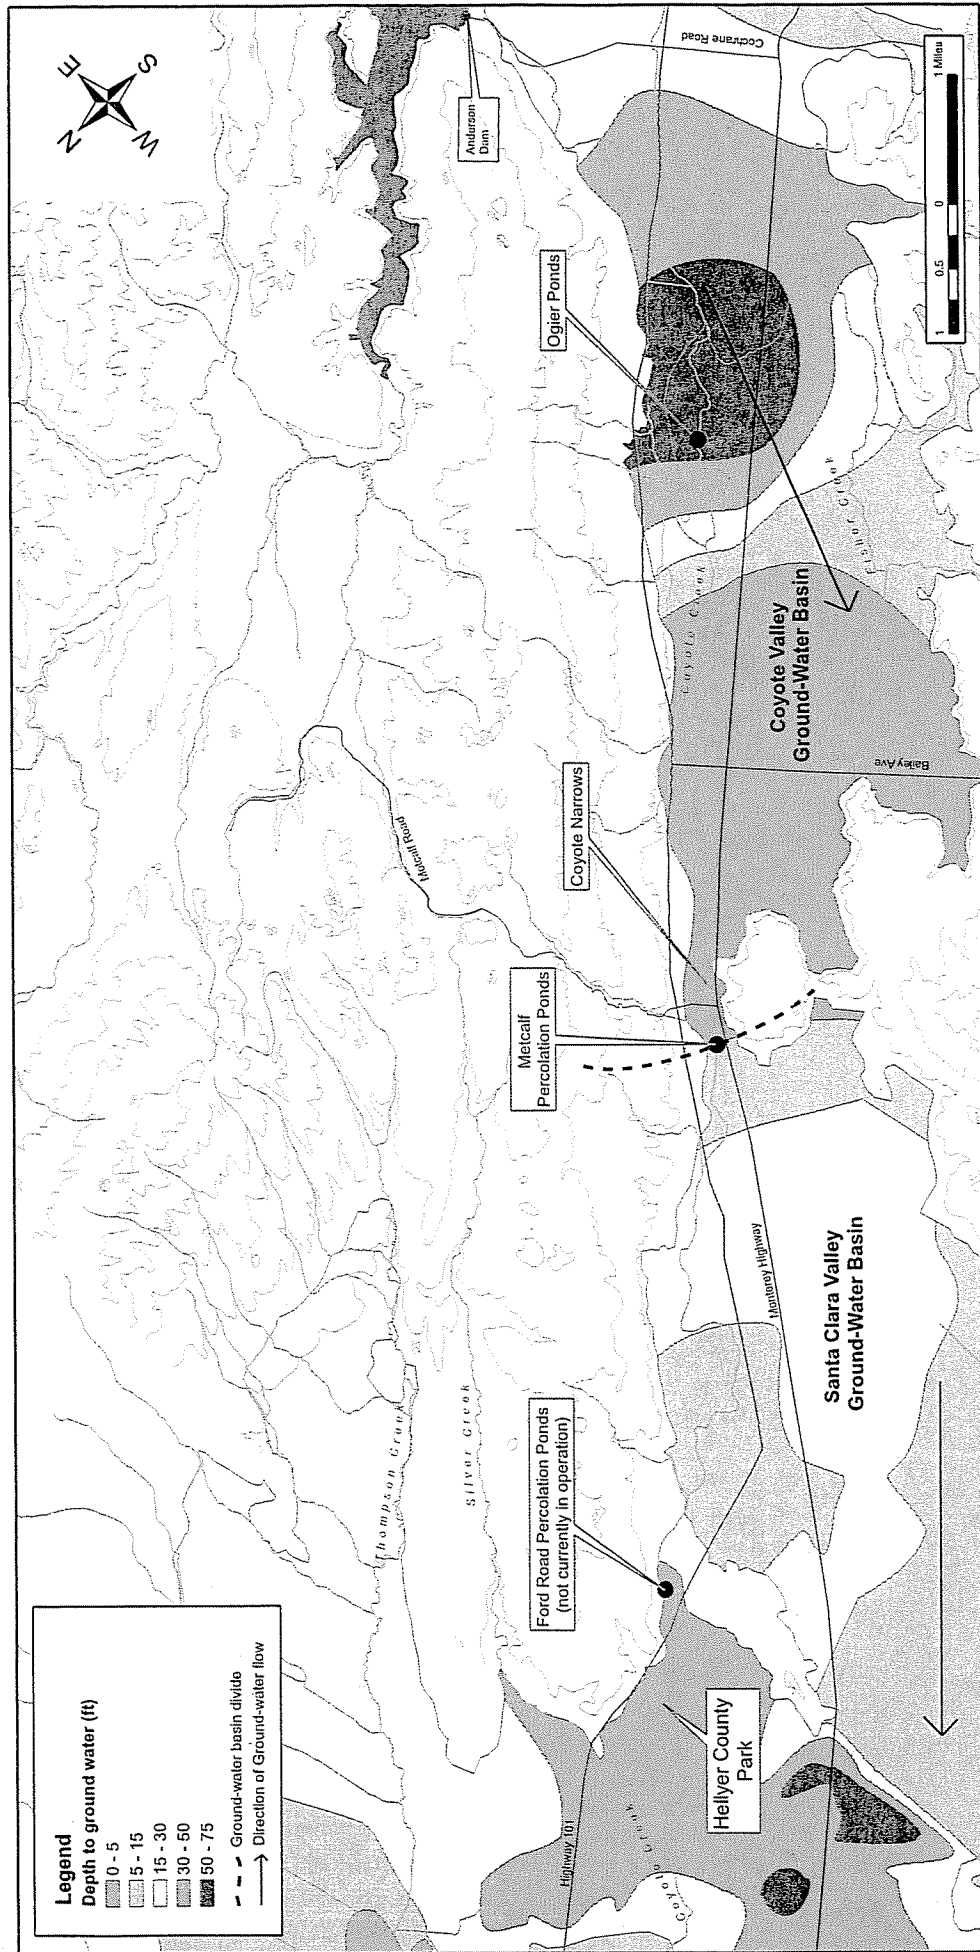 Legend
Depth to ground water (ft)
0 - 5
5 - 15
15 - 30
30 - 50
50 - 75
Ground-water basin divide
Direction of Ground-water flow
N
E
S
W
Thompson Creek
Silver Creek
Metcalf Road
Anderson
Dam
Cochrane Road
Ford Road Percolation Ponds
(not currently in operation)
Metcalf
Percolation Ponds
Coyote Narrows
Ogier Ponds
Highway 101
Coyote Creek
Hellyer County
Park
Monterey Highway
Santa Clara Valley
Ground-Water Basin
Coyote Creek
Coyote Valley
Ground-Water Basin
Bailey Ave
Fisher Creek
1
0.5
0
1 Miles